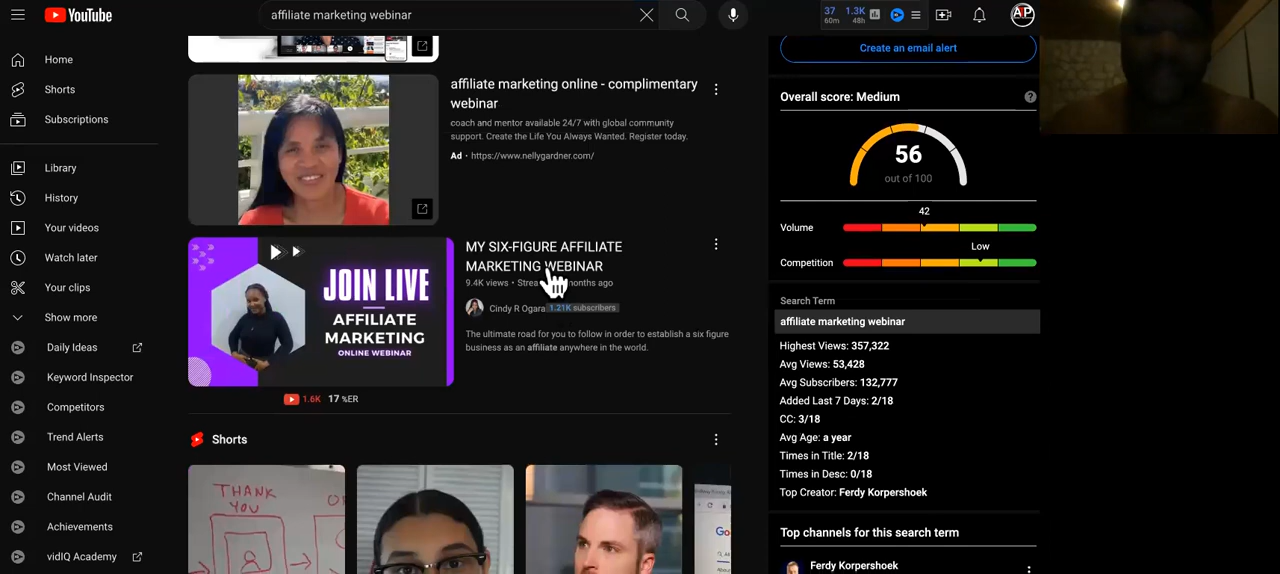 YouTube
affiliate marketing webinar
37
60m
1.3K
48h
Home
Shorts
Subscriptions
Library
History
Your videos
Watch later
Your clips
Show more
Daily Ideas
Keyword Inspector
Competitors
Trend Alerts
Most Viewed
Channel Audit
Achievements
vidIQ Academy
affiliate marketing online - complimentary
webinar
coach and mentor available 24/7 with global community
support. Create the Life You Always Wanted. Register today.
Ad • https://www.nellygardner.com/
JOIN LIVE
AFFILIATE
MARKETING
ONLINE WEBINAR
MY SIX-FIGURE AFFILIATE
MARKETING WEBINAR
9.4K views • months ago
Cindy R Ogara 1.21K subscribers
The ultimate road for you to follow in order to establish a six figure
business as an affiliate anywhere in the world.
1.6K 17 %ER
Shorts
THANK
YOU
Create an email alert
Overall score: Medium
?
56
out of 100
42
Volume
Low
Competition
Search Term
affiliate marketing webinar
Highest Views: 357,322
Avg Views: 53,428
Avg Subscribers: 132,777
Added Last 7 Days: 2/18
CC: 3/18
Avg Age: a year
Times in Title: 2/18
Times in Desc: 0/18
Top Creator: Ferdy Korpershoek
Top channels for this search term
Ferdy Korpershoek